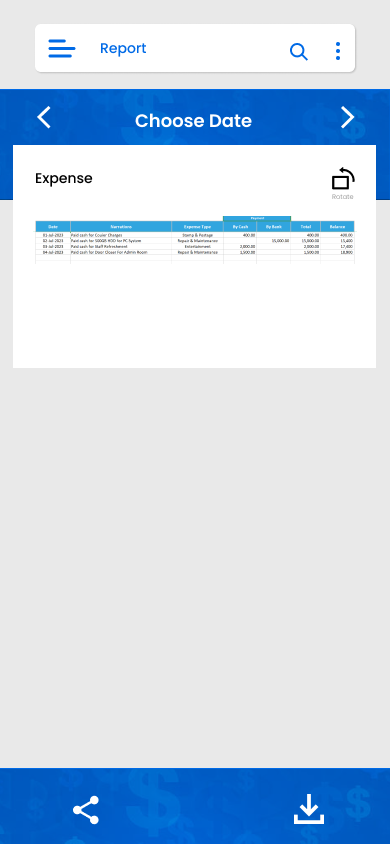 Report
Choose Date
Expense
Rotate
Payment
Date Narrations Expense Type By Cash By Bank Total Balance
01-Jul-2023 Paid cash for Couier Charges Stamp & Postage 400.00 400.00 400.00
02-Jul-2023 Paid cash for 500GB HDD for PC System Repair & Maintenance 15,000.00 15,000.00 15,400
03-Jul-2023 Paid cash for Staff Refreshment Entertainment 2,000.00 2,000.00 17,400
04-Jul-2023 Paid cash for Door Closer For Admin Room Repair & Maintenance 1,500.00 1,500.00 18,900